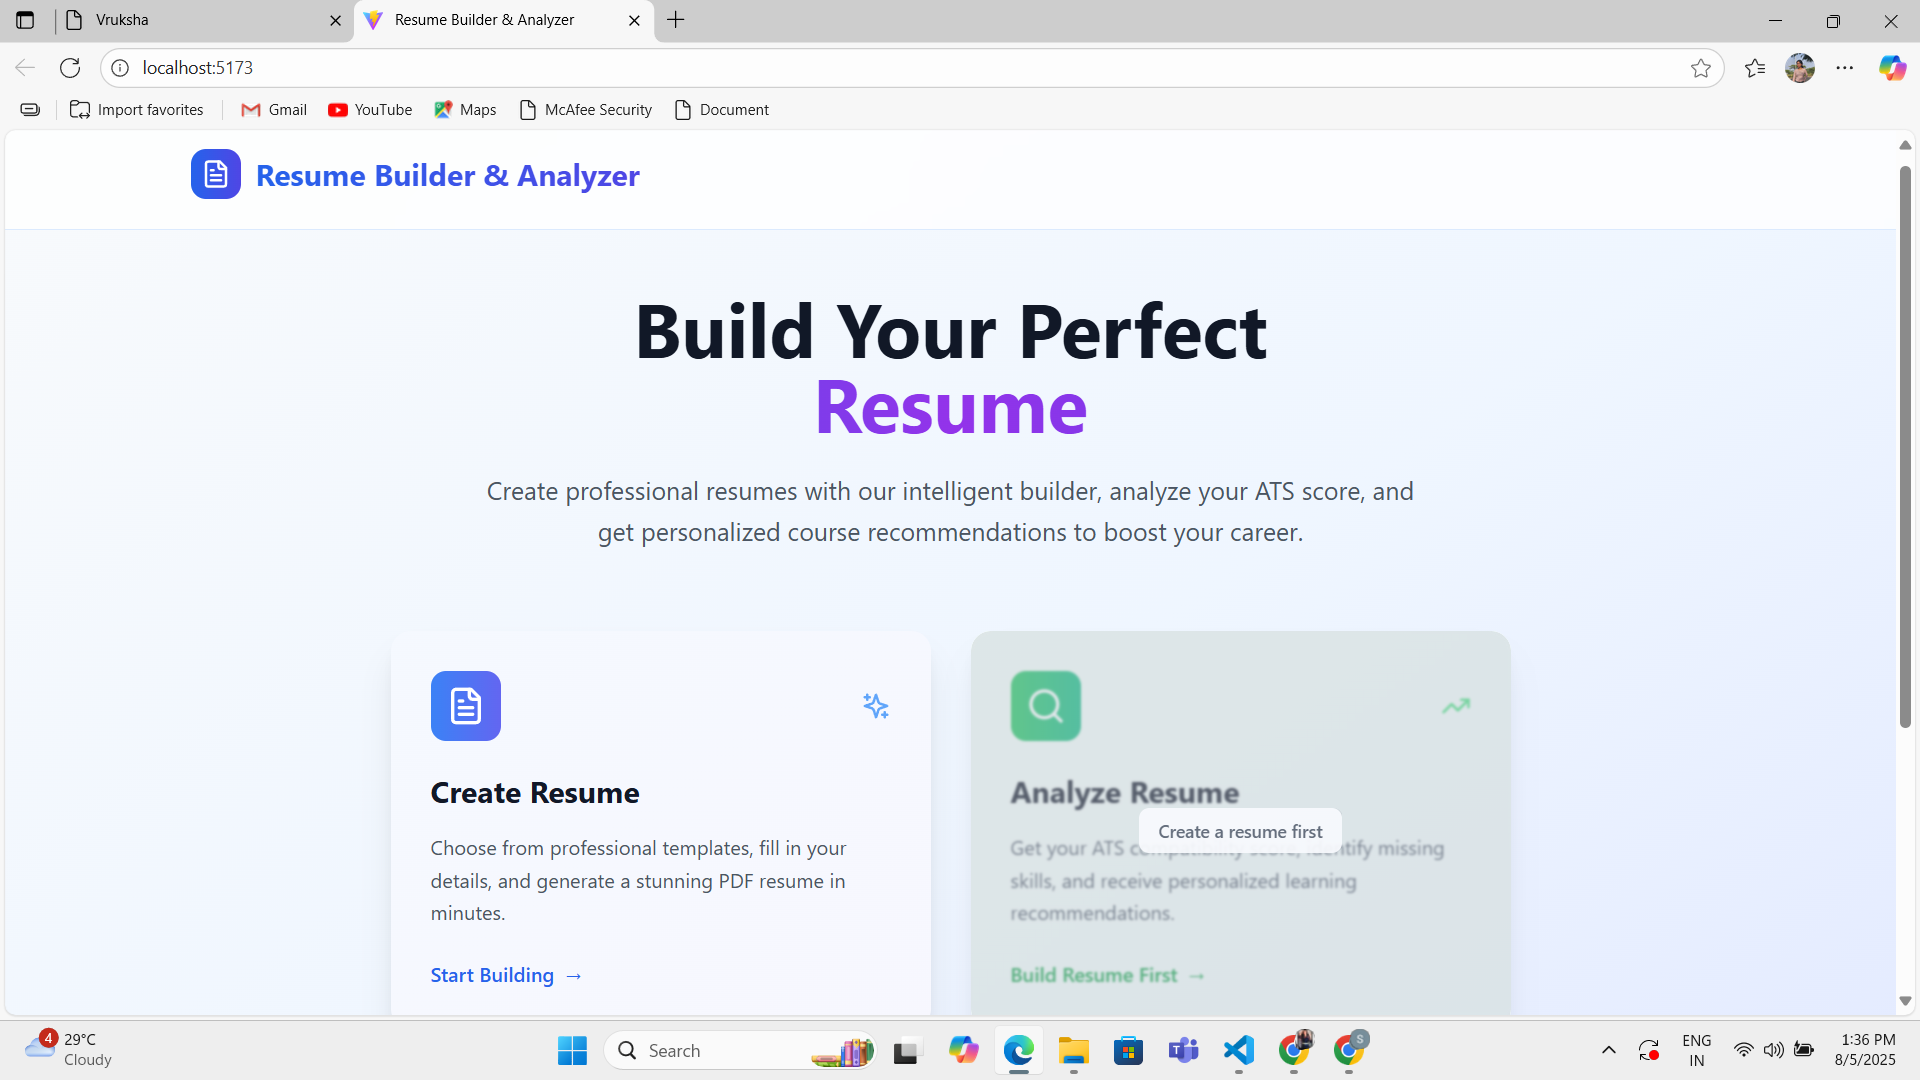 Vruksha
Resume Builder & Analyzer
localhost:5173
Import favorites
Gmail
YouTube
Maps
McAfee Security
Document
Resume Builder & Analyzer
Build Your Perfect
Resume
Create professional resumes with our intelligent builder, analyze your ATS score, and
get personalized course recommendations to boost your career.
Create Resume
Choose from professional templates, fill in your
details, and generate a stunning PDF resume in
minutes.
Start Building →
Analyze Resume
Create a resume first
Get your ATS compatibility score, identify missing
skills, and receive personalized learning
recommendations.
Build Resume First →
4
29°C
Cloudy
Search
S
ENG
IN
1:36 PM
8/5/2025